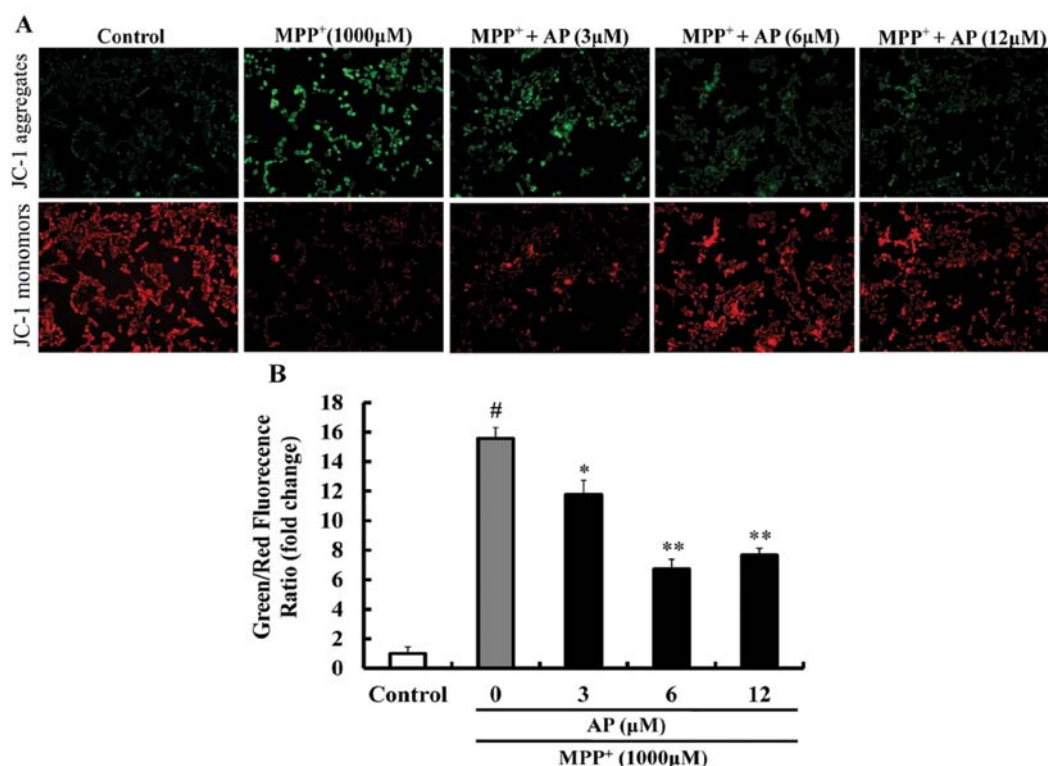 A
Control
MPP⁺(1000µM)
MPP⁺ + AP (3µM)
MPP⁺ + AP (6µM)
MPP⁺ + AP (12µM)
JC-1 aggregates
JC-1 monomors
B
Green/Red Fluorecence
Ratio (fold change)
18
16
14
12
10
8
6
4
2
0
#
*
**
**
Control
0
3
6
12
AP (µM)
MPP⁺ (1000µM)